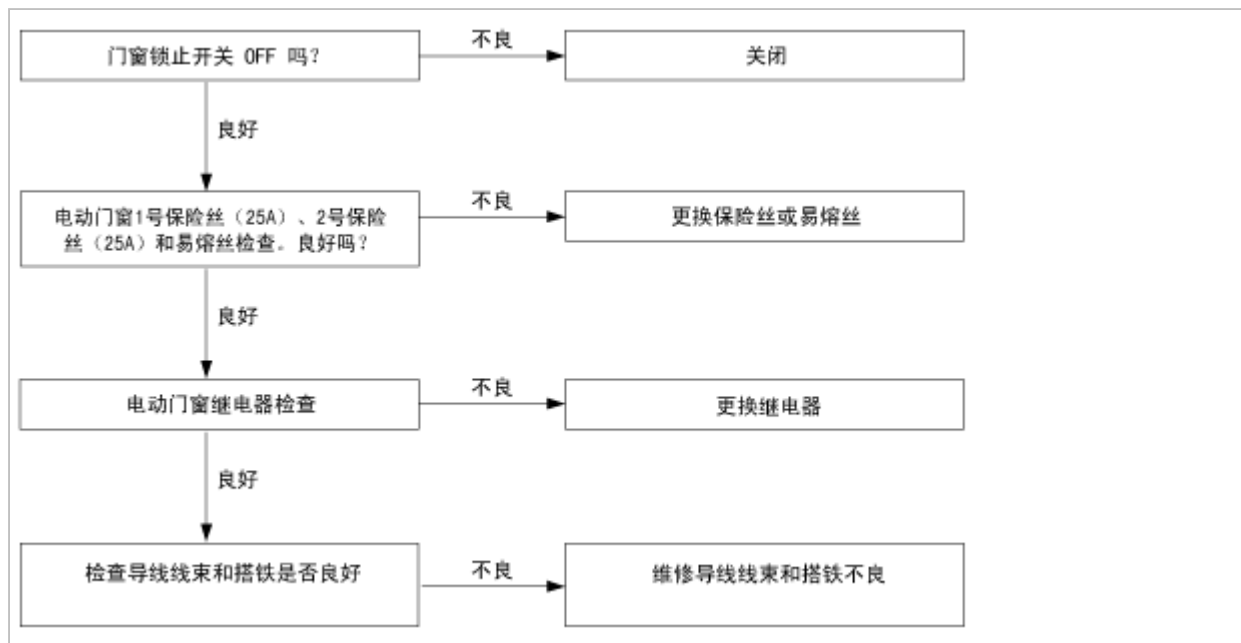 门窗锁止开关 OFF 吗？
不良
关闭
良好
电动门窗1号保险丝（25A）、2号保险
丝（25A）和易熔丝检查。良好吗？
不良
更换保险丝或易熔丝
良好
电动门窗继电器检查
不良
更换继电器
良好
检查导线线束和搭铁是否良好
不良
维修导线线束和搭铁不良